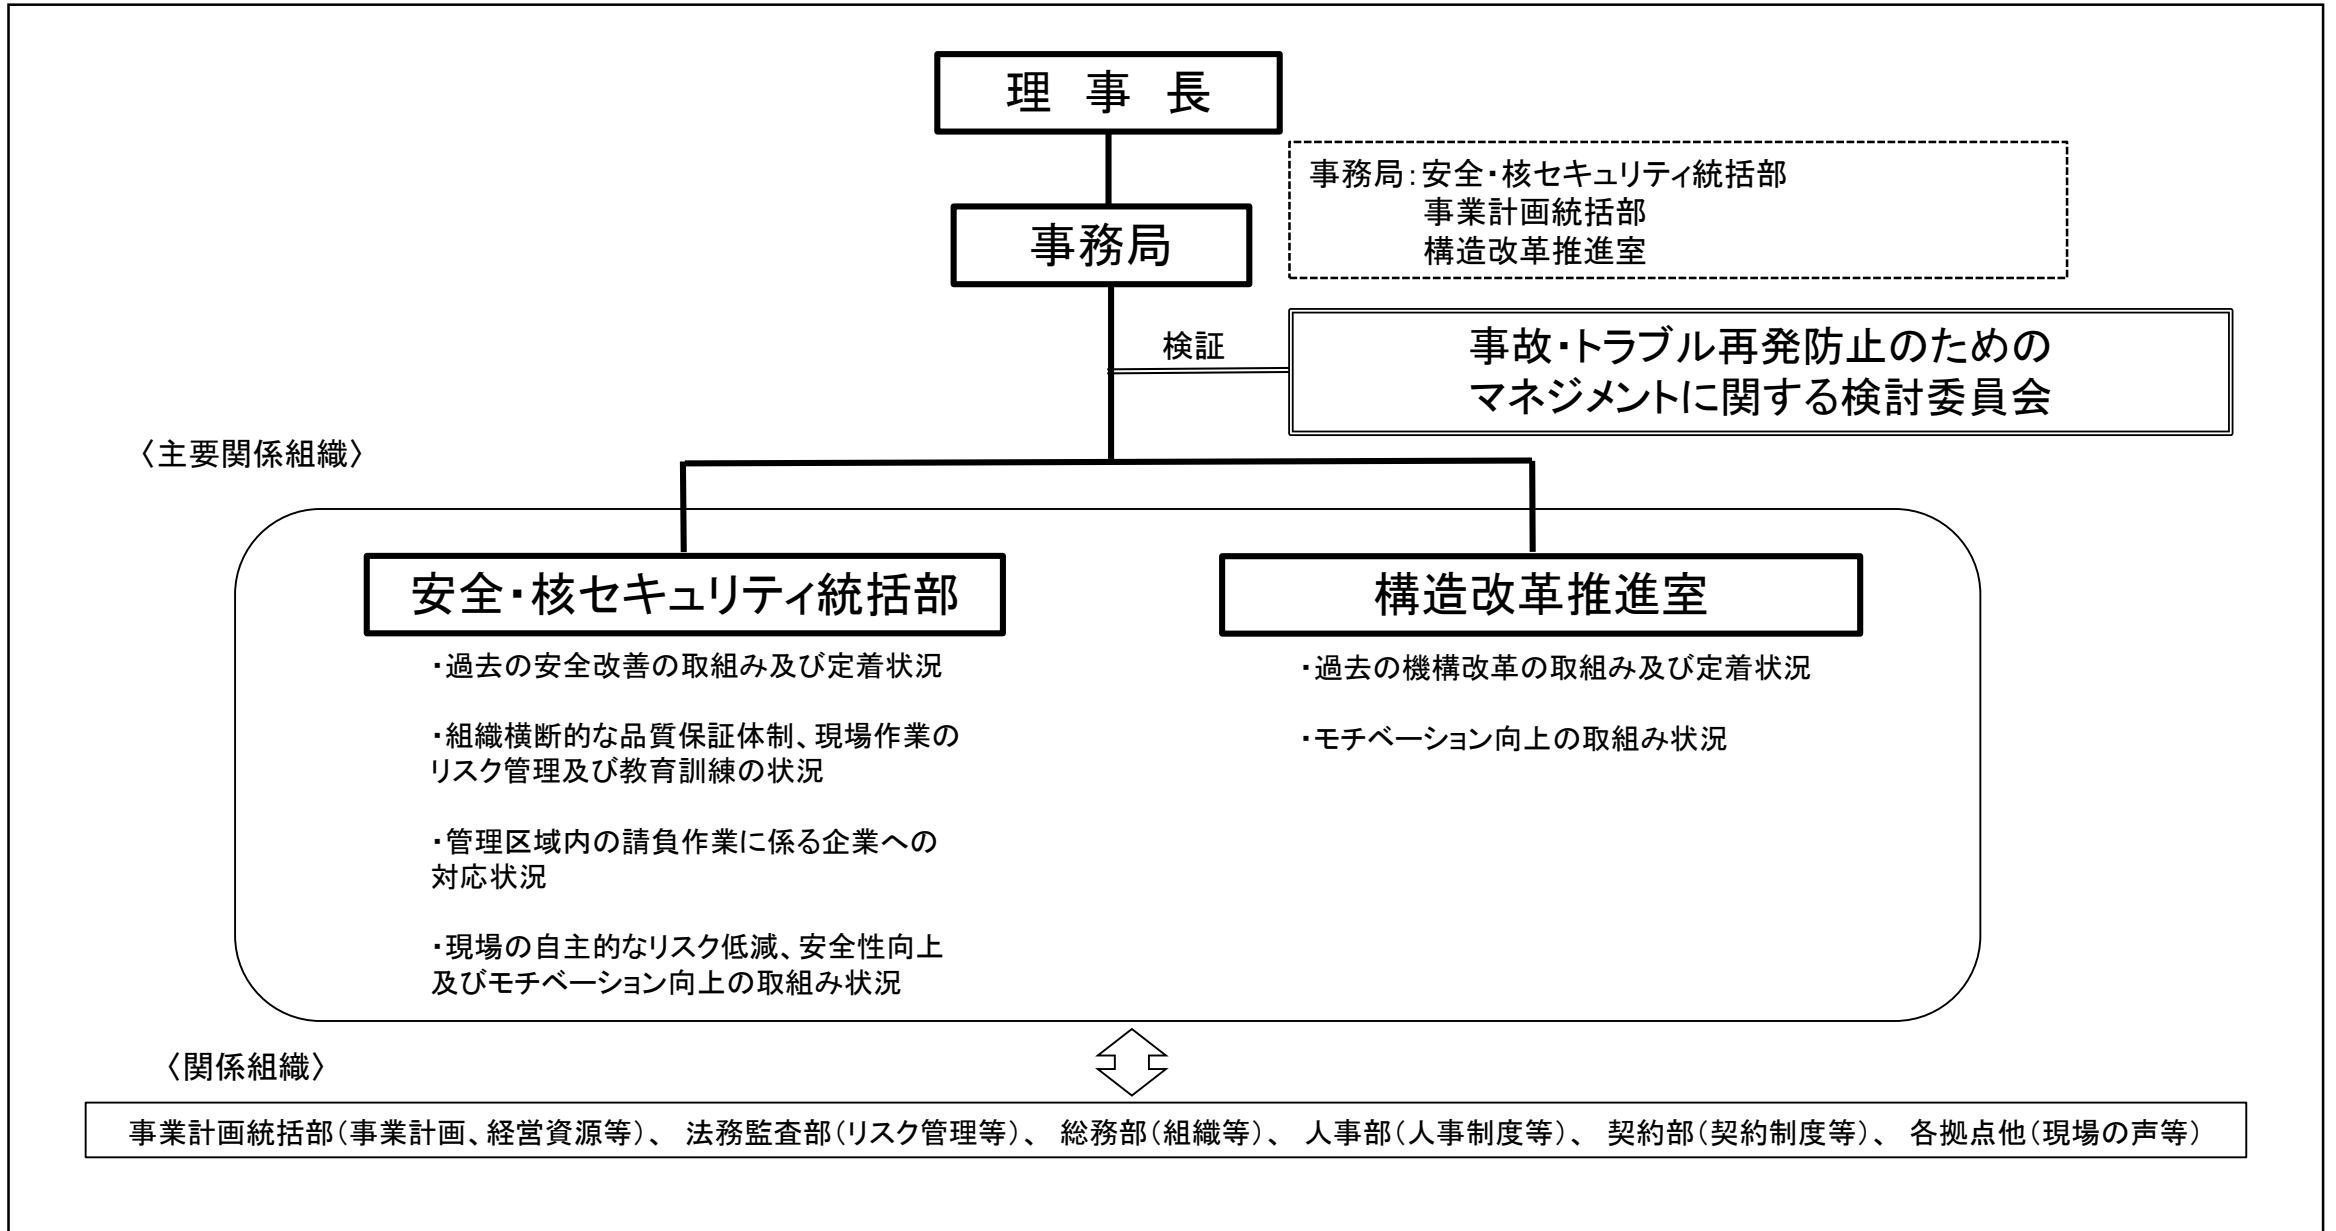 理 事 長
事務局:安全・核セキュリティ統括部
事業計画統括部
構造改革推進室
事務局
検証
事故・トラブル再発防止のための
マネジメントに関する検討委員会
〈主要関係組織〉
安全・核セキュリティ統括部
・過去の安全改善の取組み及び定着状況
・組織横断的な品質保証体制、現場作業の
リスク管理及び教育訓練の状況
・管理区域内の請負作業に係る企業への
対応状況
・現場の自主的なリスク低減、安全性向上
及びモチベーション向上の取組み状況
構造改革推進室
・過去の機構改革の取組み及び定着状況
・モチベーション向上の取組み状況
〈関係組織〉
事業計画統括部(事業計画、経営資源等)、 法務監査部(リスク管理等)、 総務部(組織等)、 人事部(人事制度等)、 契約部(契約制度等)、 各拠点他(現場の声等)